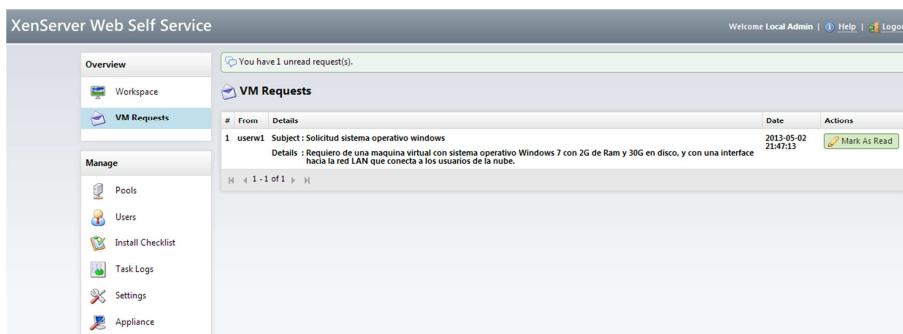 XenServer Web Self Service
Welcome Local Admin | Help | Logou
Overview
Workspace
VM Requests
Manage
Pools
Users
Install Checklist
Task Logs
Settings
Appliance
You have 1 unread request(s).
VM Requests
# From Details Date Actions
1 userw1 Subject : Solicitud sistema operativo windows 2013-05-02 21:47:13 Mark As Read
Details : Requiero de una maquina virtual con sistema operativo Windows 7 con 2G de Ram y 30G en disco, y con una interface
hacia la red LAN que conecta a los usuarios de la nube.
1 - 1 of 1